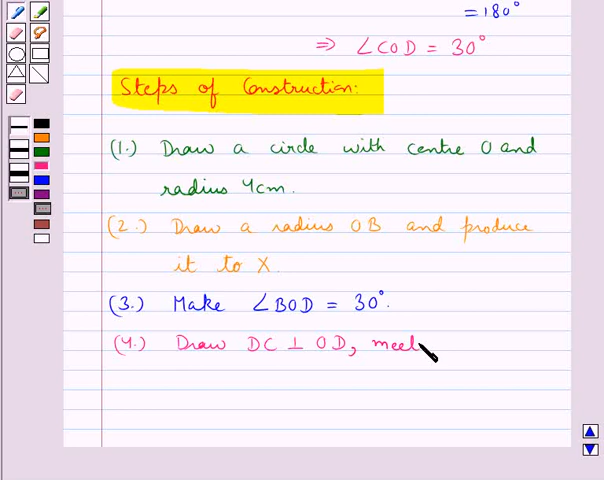 = 180°
⇒ ∠COD = 30°
Steps of Construction:
(1.) Draw a circle with centre O and
radius 4cm.
(2.) Draw a radius OB and produce
it to X.
(3.) Make ∠BOD = 30°.
(4.) Draw DC ⊥ OD, meet